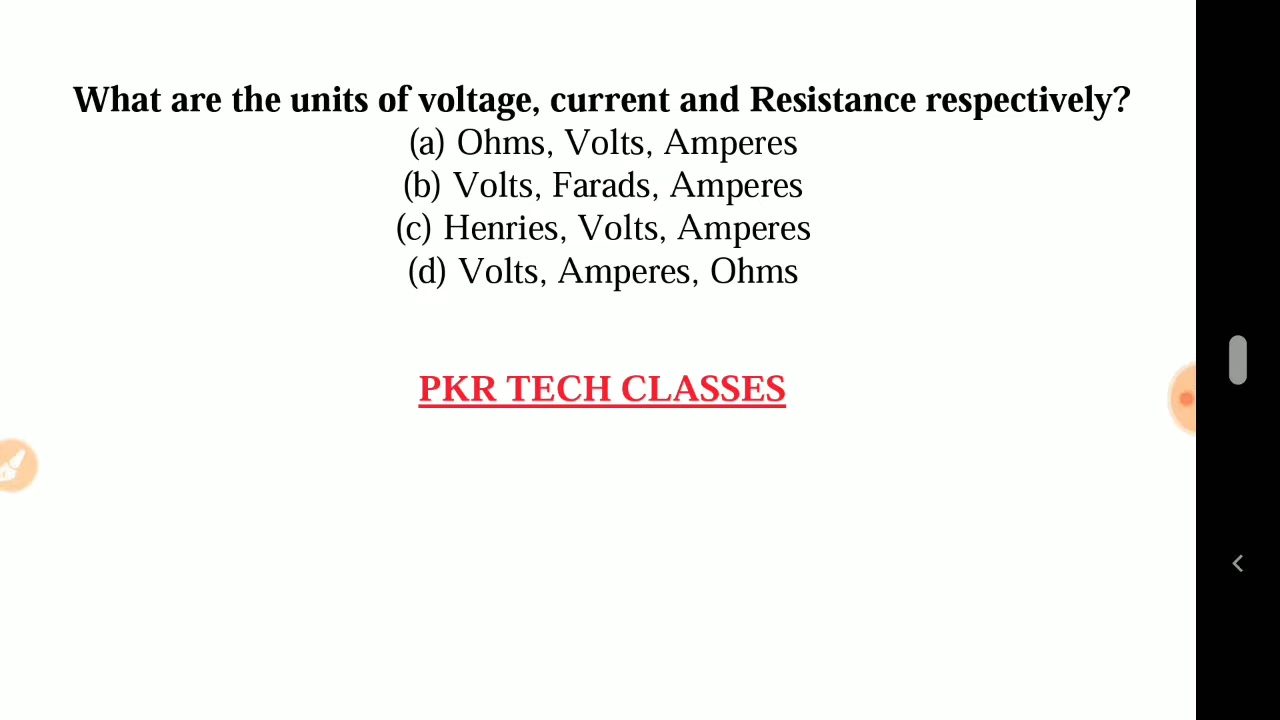 What are the units of voltage, current and Resistance respectively?
(a) Ohms, Volts, Amperes
(b) Volts, Farads, Amperes
(c) Henries, Volts, Amperes
(d) Volts, Amperes, Ohms
PKR TECH CLASSES